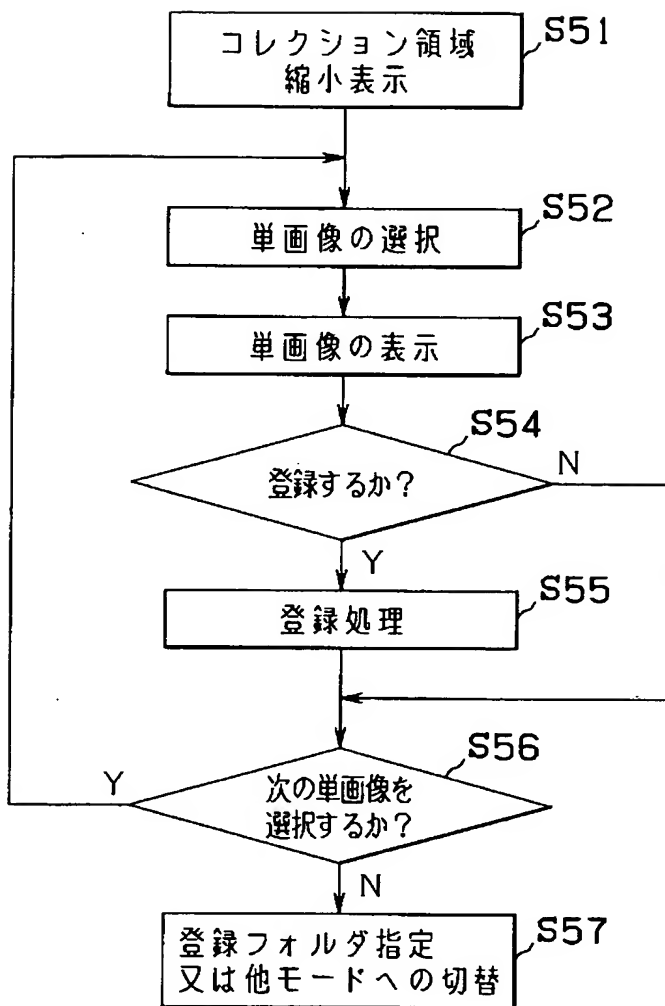 コレクション領域
縮小表示
S51
単画像の選択
S52
単画像の表示
S53
登録するか?
S54
N
Y
登録処理
S55
次の単画像を
選択するか?
S56
Y
N
登録フォルダ指定
又は他モードへの切替
S57